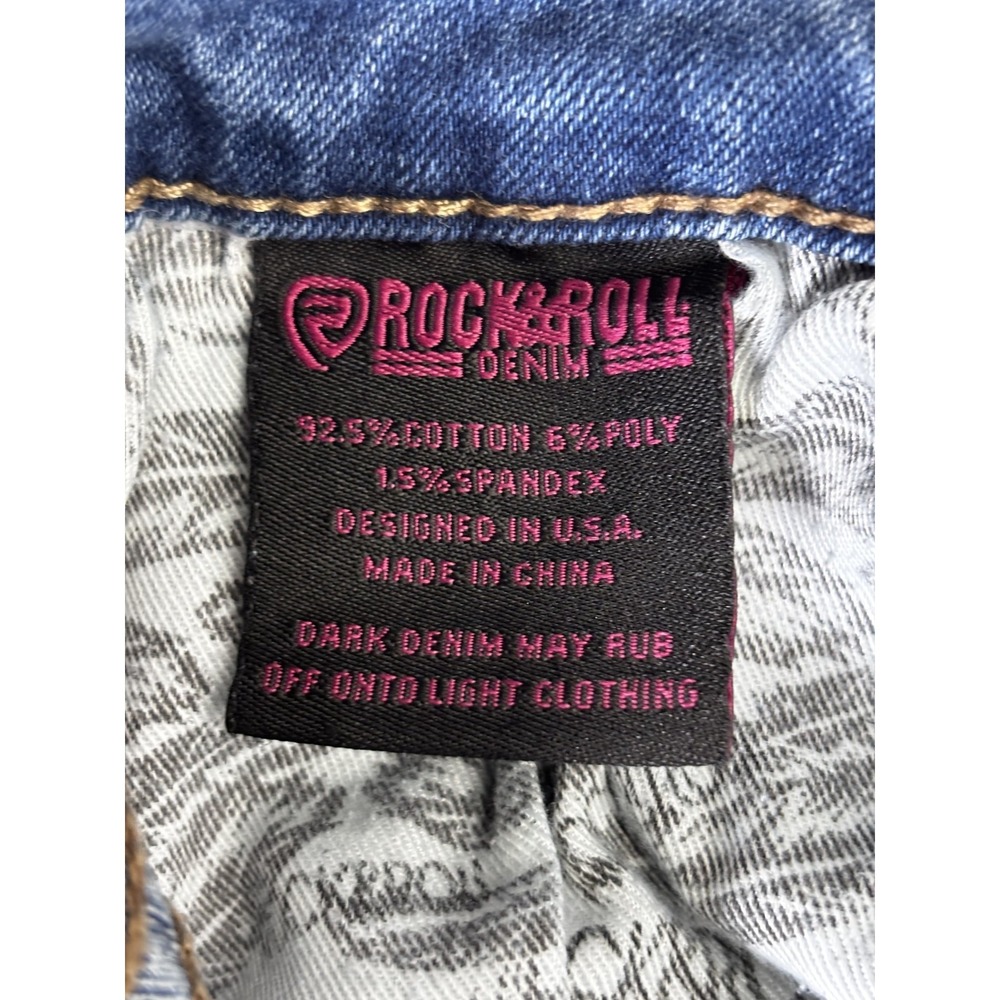 ROCK&ROLL
DENIM
92.5% COTTON 6% POLY
1.5% SPANDEX
DESIGNED IN U.S.A.
MADE IN CHINA
DARK DENIM MAY RUB
OFF ONTO LIGHT CLOTHING